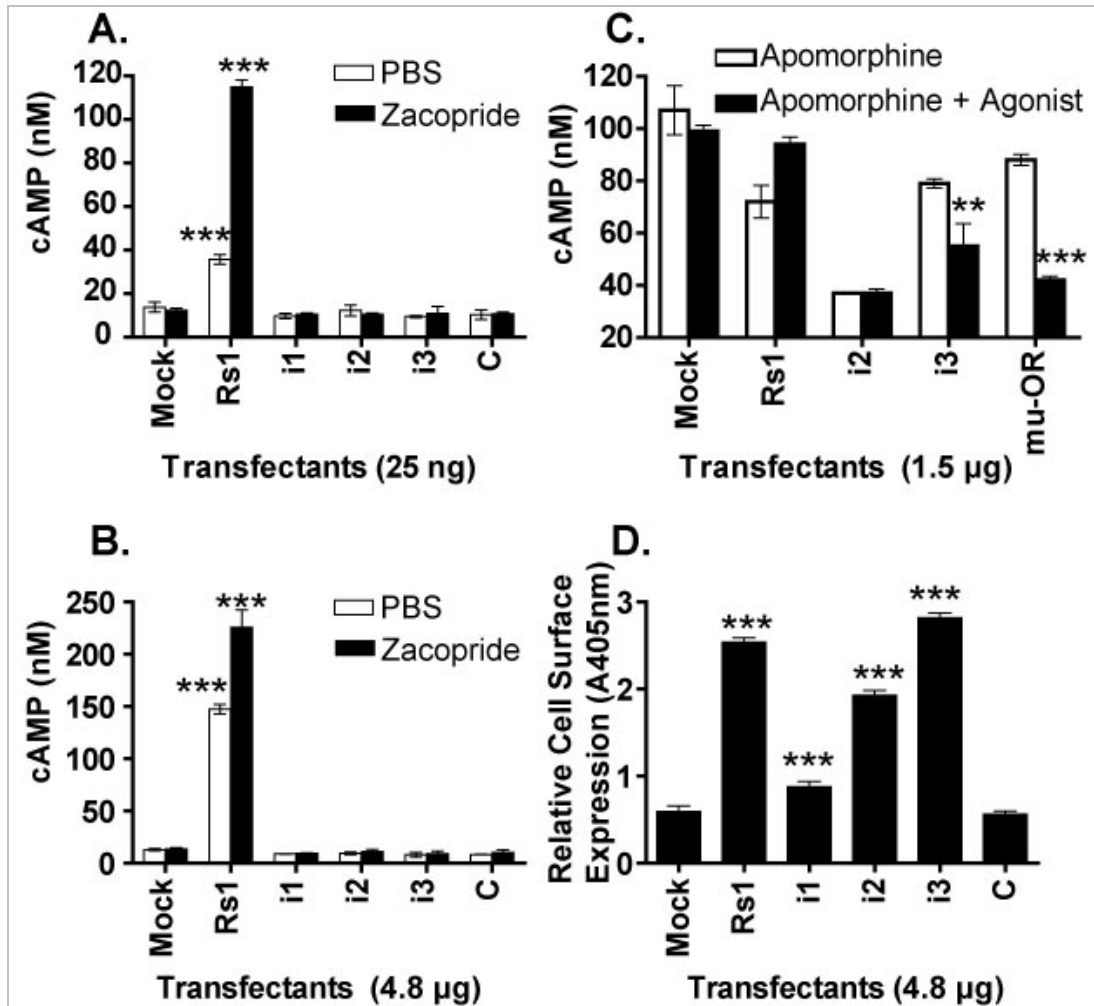 A.
***
PBS
Zacopride
***
cAMP (nM)
120
100
80
60
40
20
0
Mock
Rs1
i1
i2
i3
C
Transfectants (25 ng)
C.
Apomorphine
Apomorphine + Agonist
**
***
cAMP (nM)
120
100
80
60
40
20
Mock
Rs1
i2
i3
mu-OR
Transfectants (1.5 µg)
B.
***
PBS
Zacopride
***
cAMP (nM)
250
200
150
100
50
0
Mock
Rs1
i1
i2
i3
C
Transfectants (4.8 µg)
D.
***
***
***
***
Relative Cell Surface
Expression (A405nm)
3
2
1
0
Mock
Rs1
i1
i2
i3
C
Transfectants (4.8 µg)